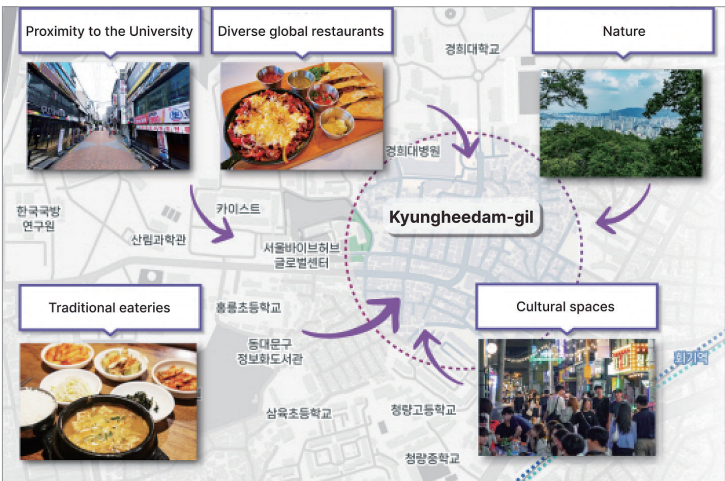 Proximity to the University
Diverse global restaurants
Nature
경희대학교
경희대병원
Kyungheedam-gil
한국국방
연구원
카이스트
산림과학관
서울바이브허브
글로벌센터
Traditional eateries
Cultural spaces
홍릉초등학교
동대문구
정보화도서관
회기역
삼육초등학교
청량고등학교
청량중학교